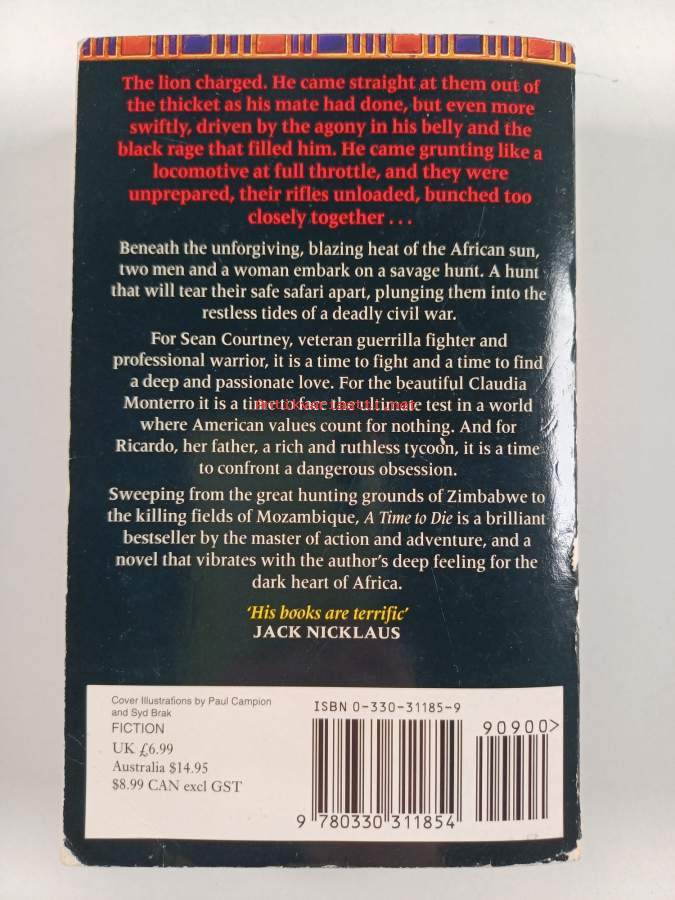 The lion charged. He came straight at them out of
the thicket as his mate had done, but even more
swiftly, driven by the agony in his belly and the
black rage that filled him. He came grunting like a
locomotive at full throttle, and they were
unprepared, their rifles unloaded, bunched too
closely together . . .
Beneath the unforgiving, blazing heat of the African sun,
two men and a woman embark on a savage hunt. A hunt
that will tear their safe safari apart, plunging them into the
restless tides of a deadly civil war.
For Sean Courtney, veteran guerrilla fighter and
professional warrior, it is a time to fight and a time to find
a deep and passionate love. For the beautiful Claudia
Monterro it is a time to face the ultimate test in a world
where American values count for nothing. And for
Ricardo, her father, a rich and ruthless tycoon, it is a time
to confront a dangerous obsession.
Sweeping from the great hunting grounds of Zimbabwe to
the killing fields of Mozambique, A Time to Die is a brilliant
bestseller by the master of action and adventure, and a
novel that vibrates with the author's deep feeling for the
dark heart of Africa.
'His books are terrific'
JACK NICKLAUS
Cover Illustrations by Paul Campion
and Syd Brak
FICTION
UK £6.99
Australia $14.95
$8.99 CAN excl GST
ISBN 0-330-31185-9
90900>
9 780330 311854